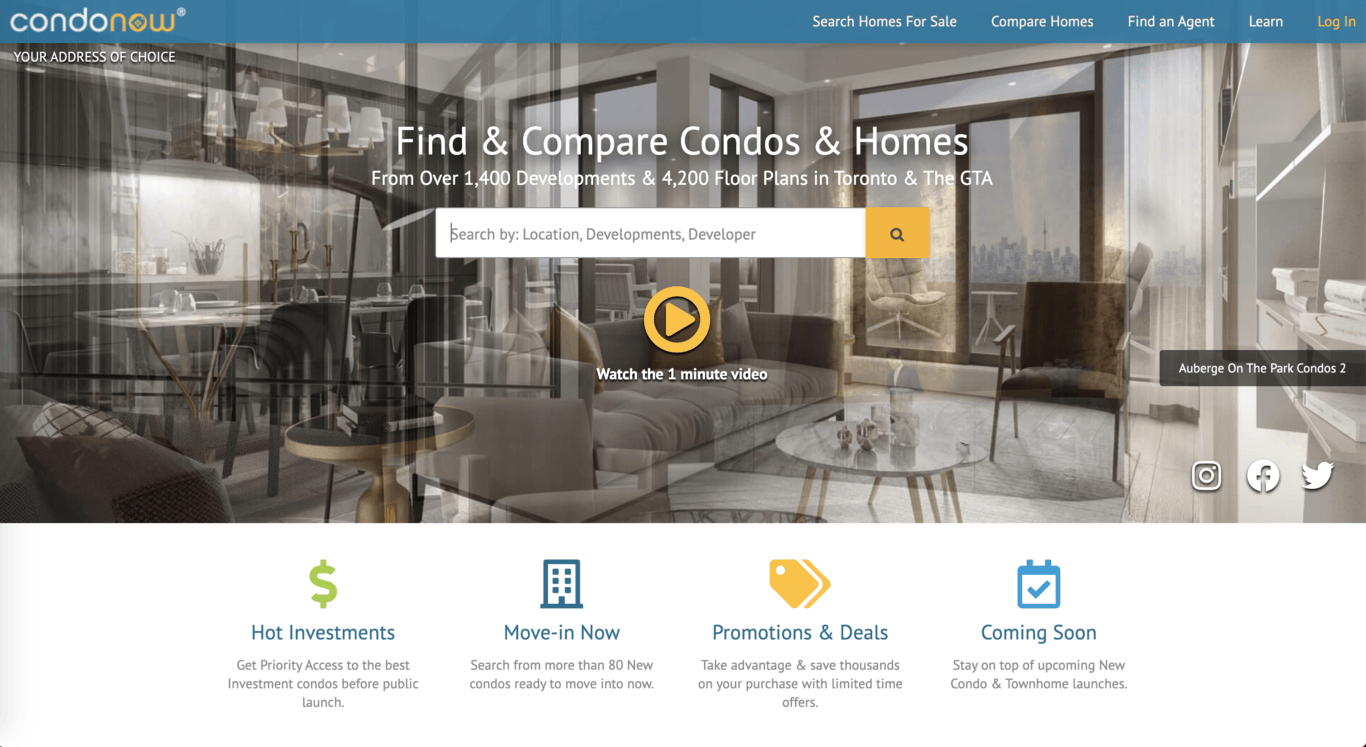 condonow®
Search Homes For Sale
Compare Homes
Find an Agent
Learn
Log In
YOUR ADDRESS OF CHOICE
Find & Compare Condos & Homes
From Over 1,400 Developments & 4,200 Floor Plans in Toronto & The GTA
Search by: Location, Developments, Developer
Watch the 1 minute video
Auberge On The Park Condos 2
Hot Investments
Get Priority Access to the best
Investment condos before public
launch.
Move-in Now
Search from more than 80 New
condos ready to move into now.
Promotions & Deals
Take advantage & save thousands
on your purchase with limited time
offers.
Coming Soon
Stay on top of upcoming New
Condo & Townhome launches.